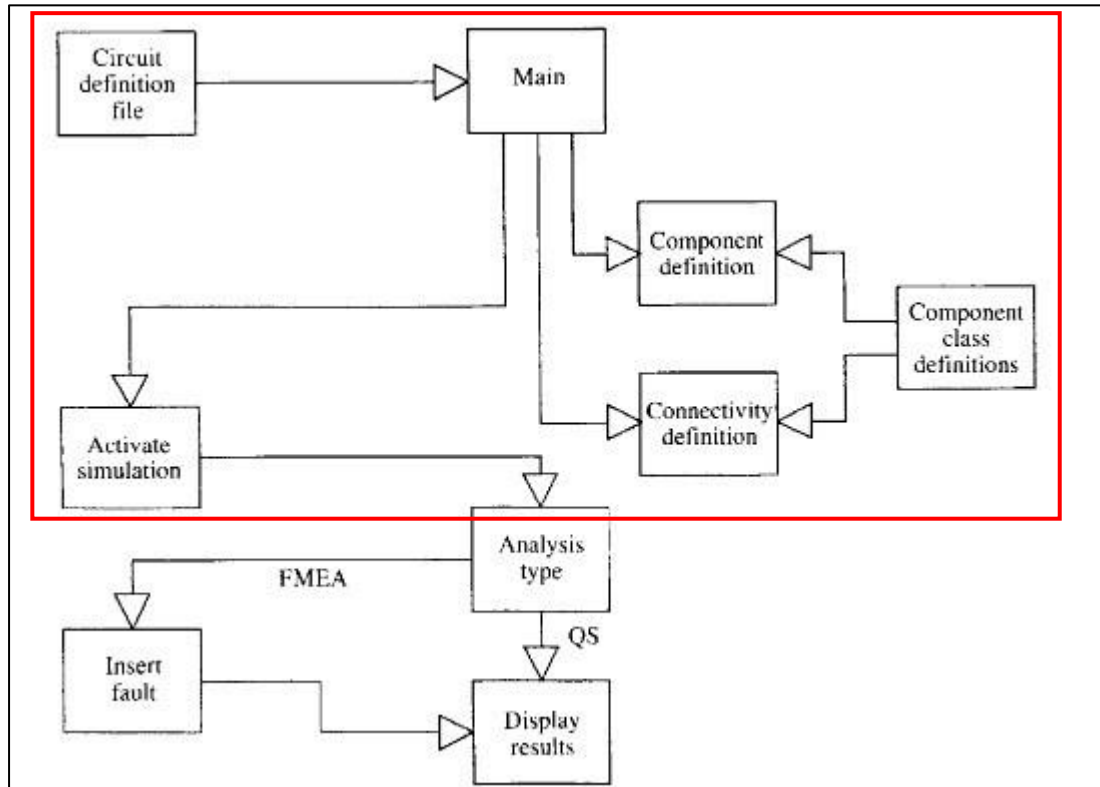 Circuit
definition
file
Main
Component
definition
Component
class
definitions
Connectivity
definition
Activate
simulation
Analysis
type
FMEA
QS
Insert
fault
Display
results